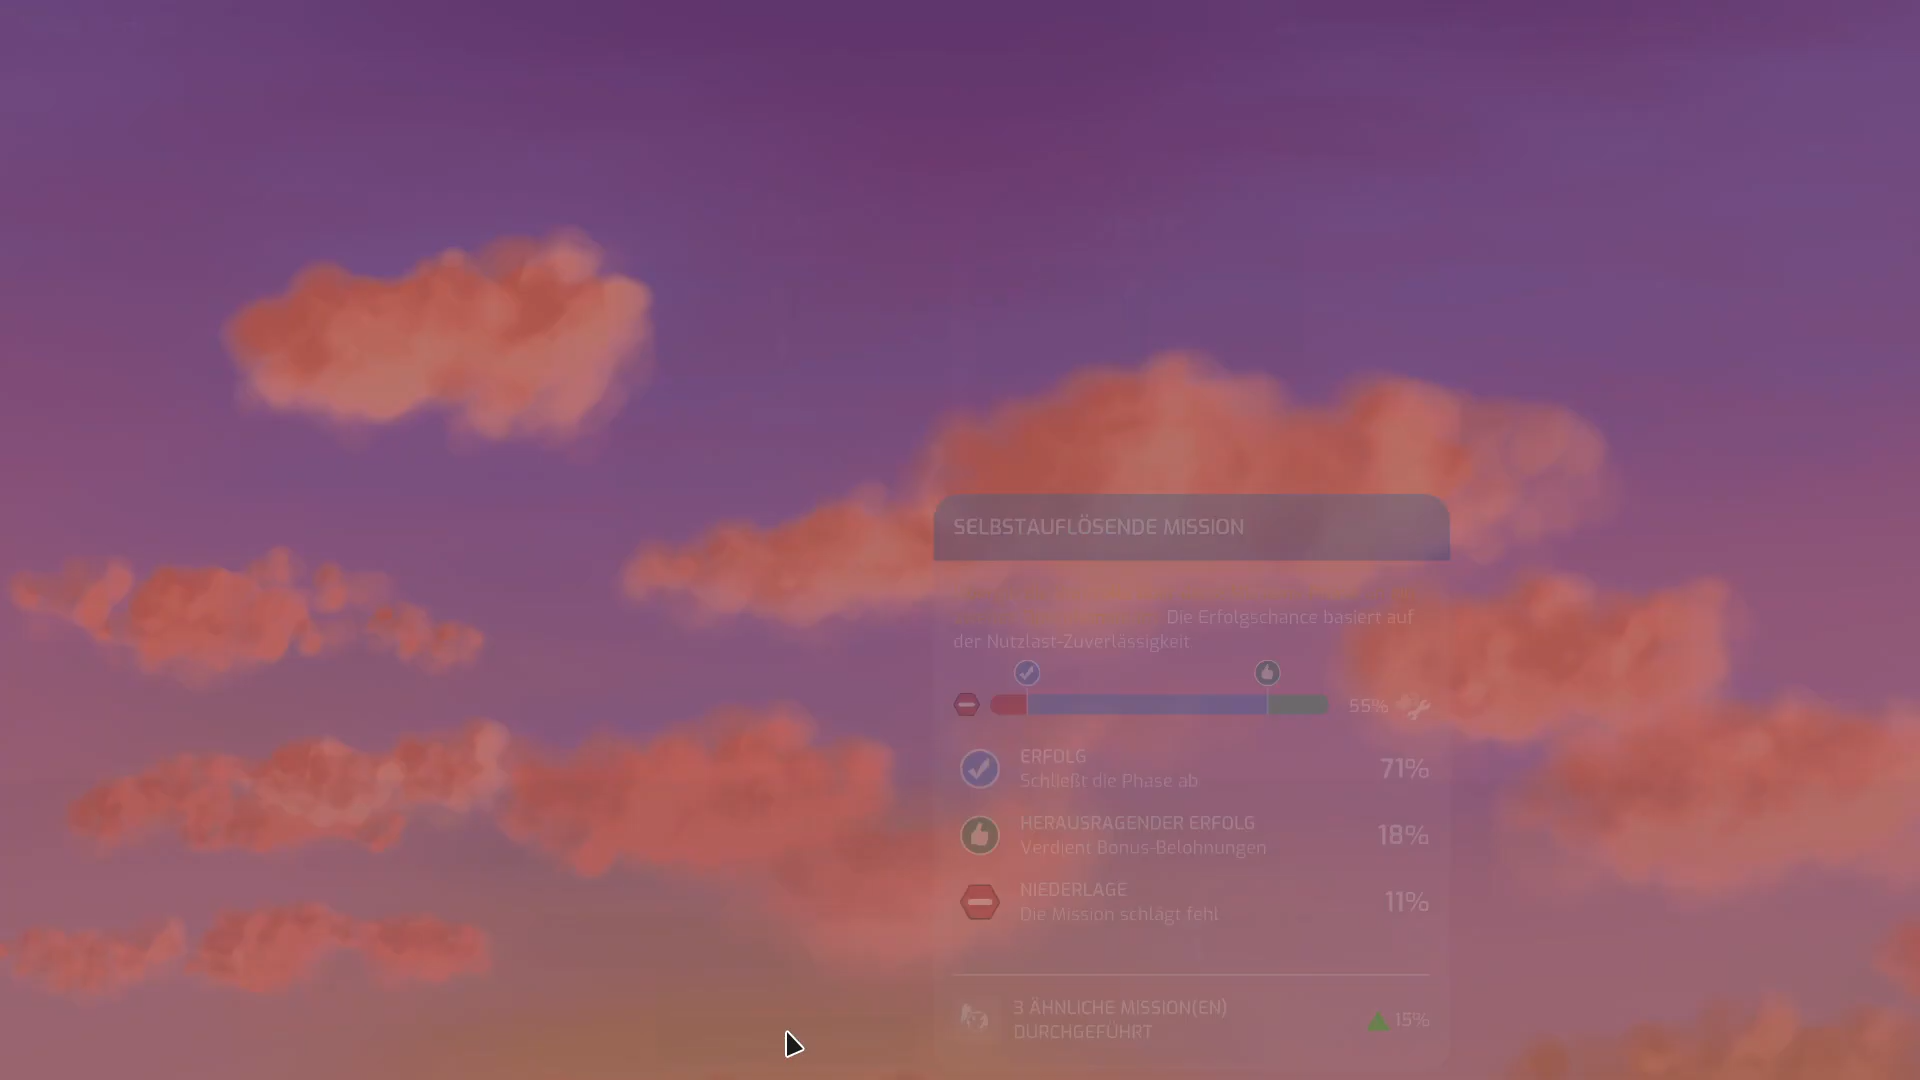 SELBSTAUFLÖSENDE MISSION
Die Erfolgschance basiert auf
der Nutzlast-Zuverlässigkeit
55%
ERFOLG
Schließt die Phase ab
71%
HERAUSRAGENDER ERFOLG
Verdient Bonus-Belohnungen
18%
NIEDERLAGE
Die Mission schlägt fehl
11%
3 ÄHNLICHE MISSION(EN)
DURCHGEFÜHRT
15%